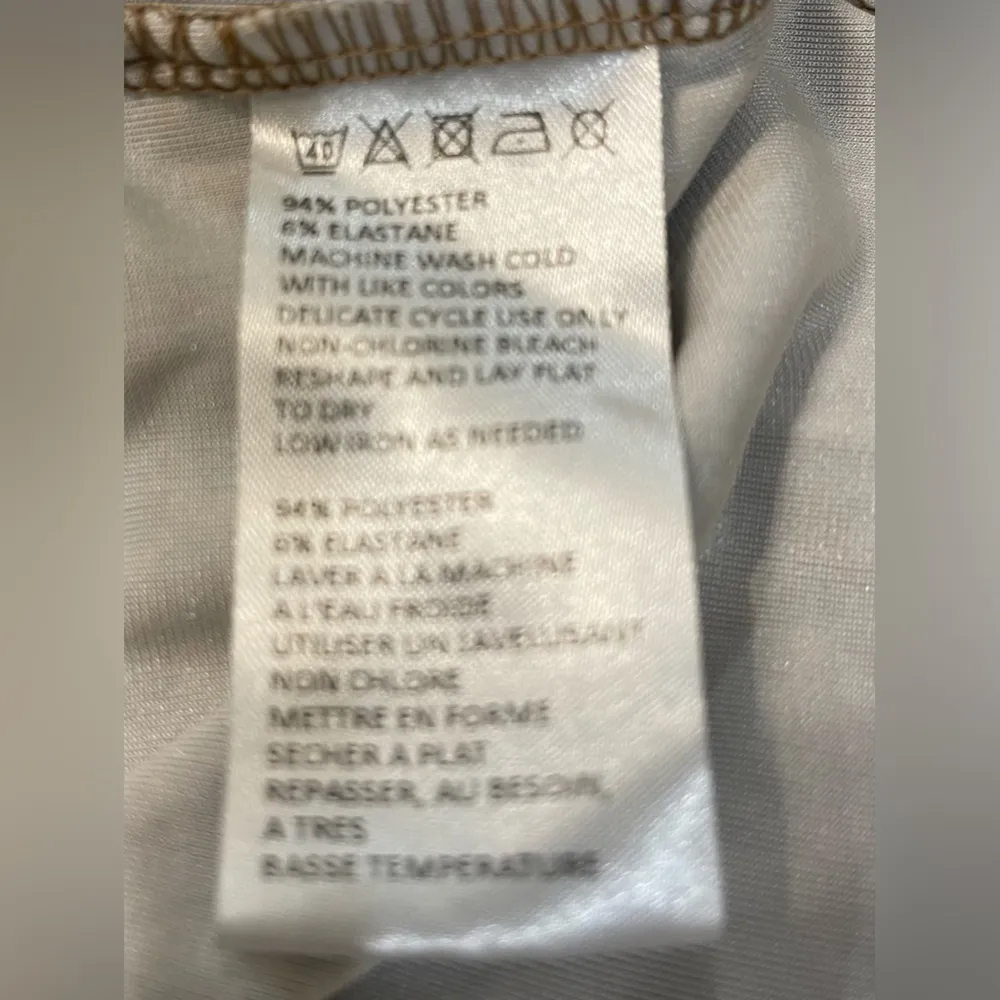 40
94% POLYESTER
6% ELASTANE
MACHINE WASH COLD
WITH LIKE COLORS
DELICATE CYCLE USE ONLY
NON-CHLORINE BLEACH
RESHAPE AND LAY FLAT
TO DRY
LOW IRON AS NEEDED
94% POLYESTER
6% ELASTANE
LAVER A LA MACHINE
A L'EAU FROIDE
UTILISER UN
NON CHLORE
METTRE EN FORME
SECHER A PLAT
REPASSER, AU BESOIN,
A TRES
BASSE TEMPERATURE